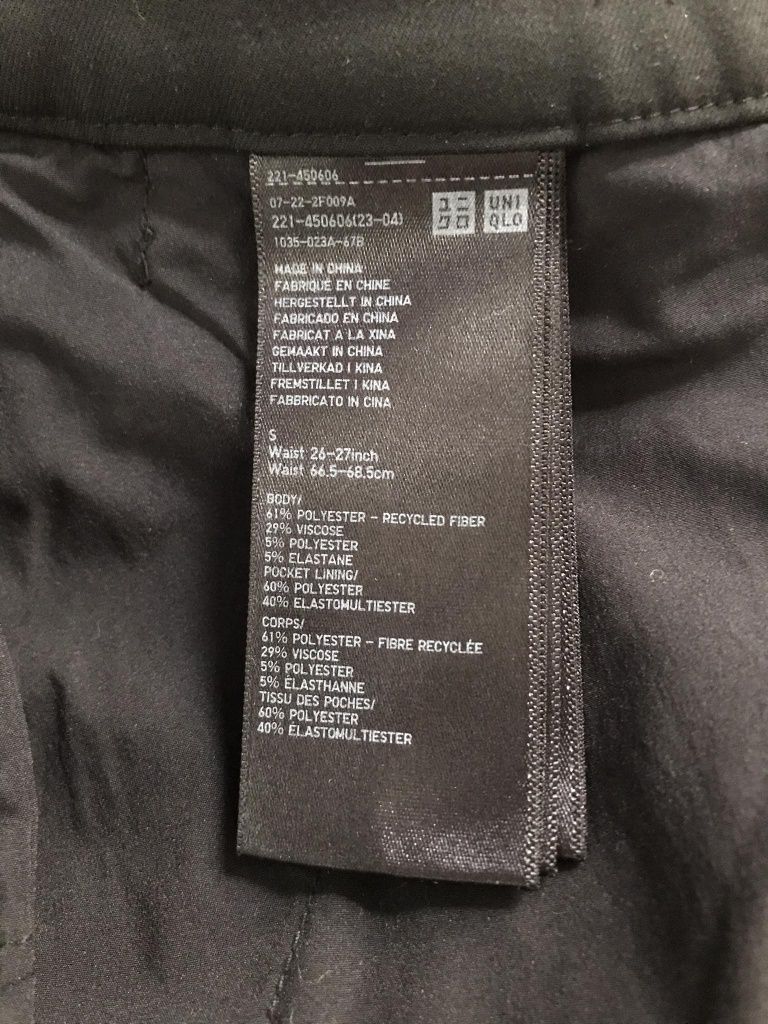 221-450606
07-22-2F009A
221-450606(23-04)
1035-023A-67B
ユニ
クロ
UNI
QLO
MADE IN CHINA
FABRIQUÉ EN CHINE
HERGESTELLT IN CHINA
FABRICADO EN CHINA
FABRICAT A LA XINA
GEMAAKT IN CHINA
TILLVERKAD I KINA
FREMSTILLET I KINA
FABBRICATO IN CINA
S
Waist 26-27inch
Waist 66.5-68.5cm
BODY/
61% POLYESTER - RECYCLED FIBER
29% VISCOSE
5% POLYESTER
5% ELASTANE
POCKET LINING/
60% POLYESTER
40% ELASTOMULTIESTER
CORPS/
61% POLYESTER - FIBRE RECYCLÉE
29% VISCOSE
5% POLYESTER
5% ÉLASTHANNE
TISSU DES POCHES/
60% POLYESTER
40% ÉLASTOMULTIESTER